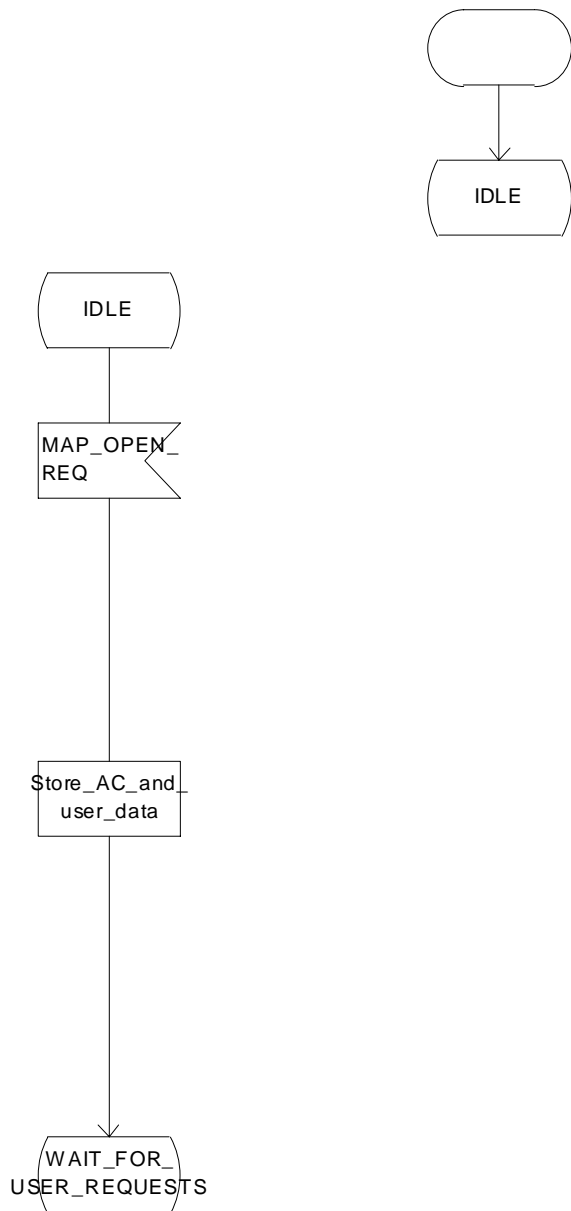 IDLE
IDLE
MAP_OPEN_
REQ
Store_AC_and_
user_data
WAIT_FOR_
USER_REQUESTS